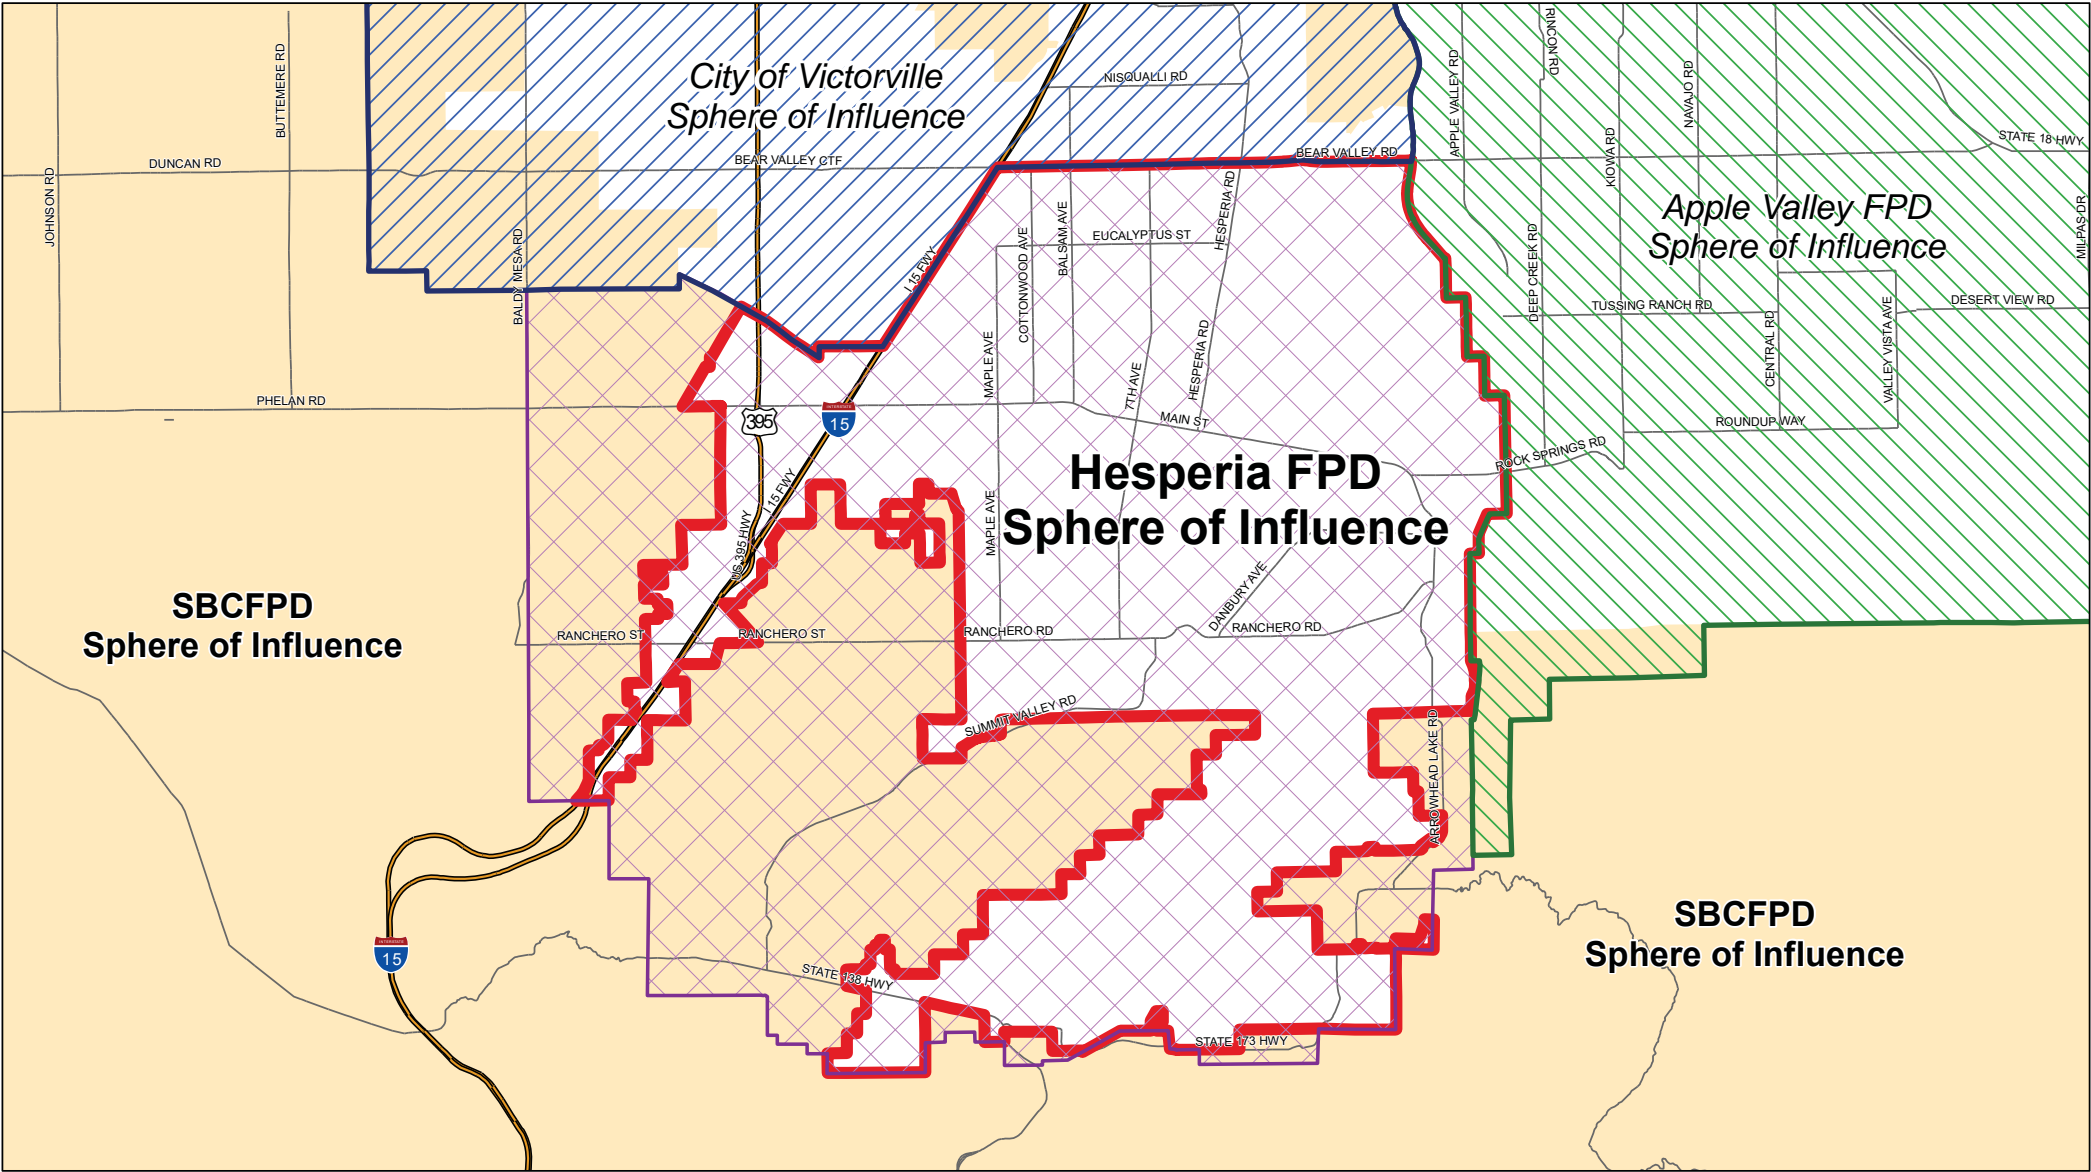 BUTTEMERE RD
JOHNSON RD
DUNCAN RD
BALDY MESA RD
PHELAN RD
City of Victorville
Sphere of Influence
BEAR VALLEY CTF
NISQUALLI RD
BEAR VALLEY RD
APPLE VALLEY RD
RINCON RD
KIOWA RD
NAVAJO RD
STATE 18 HWY
MILPAS DR
Apple Valley FPD
Sphere of Influence
DEEP CREEK RD
TUSSING RANCH RD
CENTRAL RD
VALLEY VISTA AVE
DESERT VIEW RD
ROUNDUP WAY
ROCK SPRINGS RD
I 15 FWY
EUCALYPTUS ST
COTTONWOOD AVE
BALSAM AVE
HESPERIA RD
MAPLE AVE
7TH AVE
HESPERIA RD
MAIN ST
395
INTERSTATE
15
I 15 FWY
US 395 HWY
MAPLE AVE
Hesperia FPD
Sphere of Influence
DANBURY AVE
RANCHERO ST
RANCHERO ST
RANCHERO RD
RANCHERO RD
SUMMIT VALLEY RD
ARROWHEAD LAKE RD
SBCFPD
Sphere of Influence
INTERSTATE
15
STATE 138 HWY
STATE 173 HWY
SBCFPD
Sphere of Influence